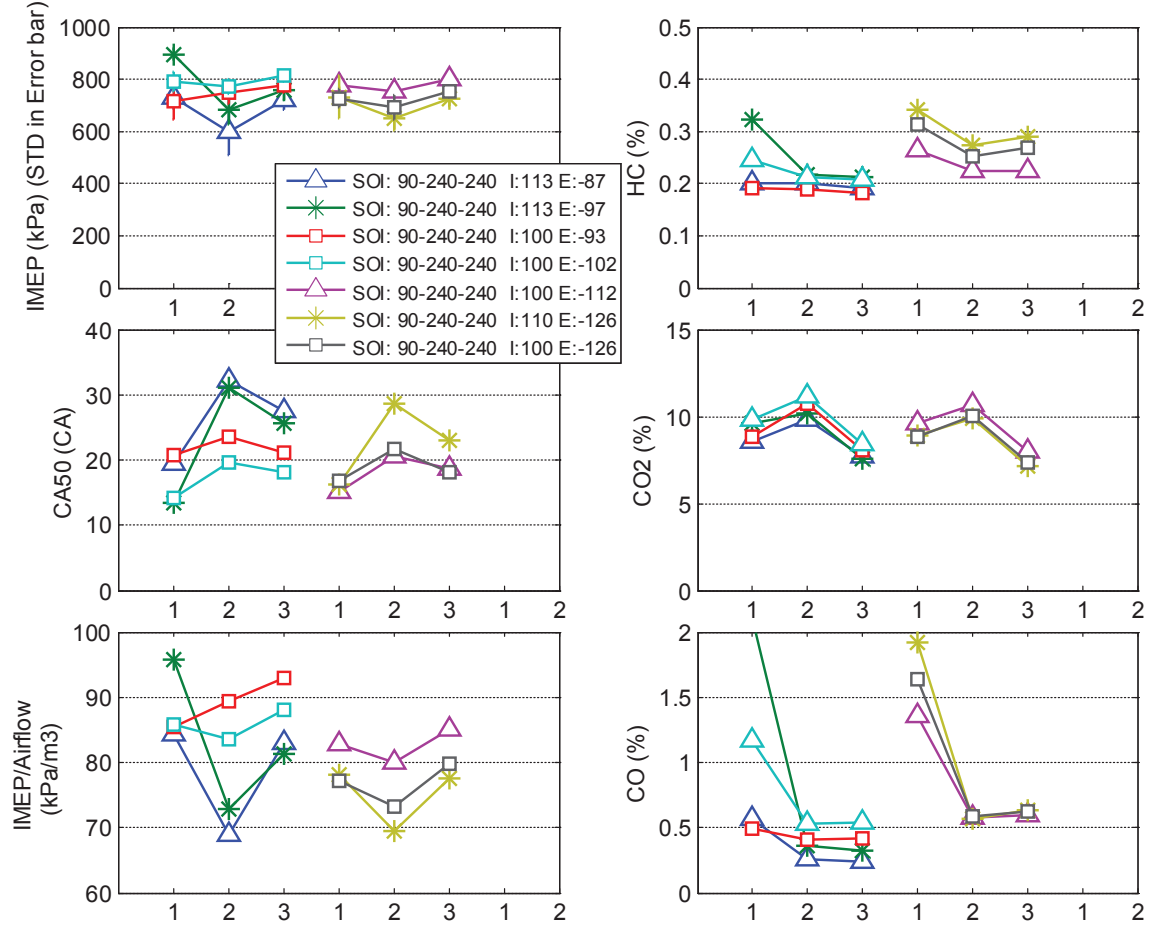 IMEP (kPa) (STD in Error bar)
1000
800
600
400
200
0
1 2 3 1 2 3 1 2
HC (%)
0.5
0.4
0.3
0.2
0.1
0
1 2 3 1 2 3 1 2
SOI: 90-240-240 I:113 E:-87
SOI: 90-240-240 I:113 E:-97
SOI: 90-240-240 I:100 E:-93
SOI: 90-240-240 I:100 E:-102
SOI: 90-240-240 I:100 E:-112
SOI: 90-240-240 I:110 E:-126
SOI: 90-240-240 I:100 E:-126
CA50 (CA)
40
30
20
10
0
1 2 3 1 2 3 1 2
CO2 (%)
15
10
5
0
1 2 3 1 2 3 1 2
IMEP/Airflow
(kPa/m3)
100
90
80
70
60
1 2 3 1 2 3 1 2
CO (%)
2
1.5
1
0.5
0
1 2 3 1 2 3 1 2